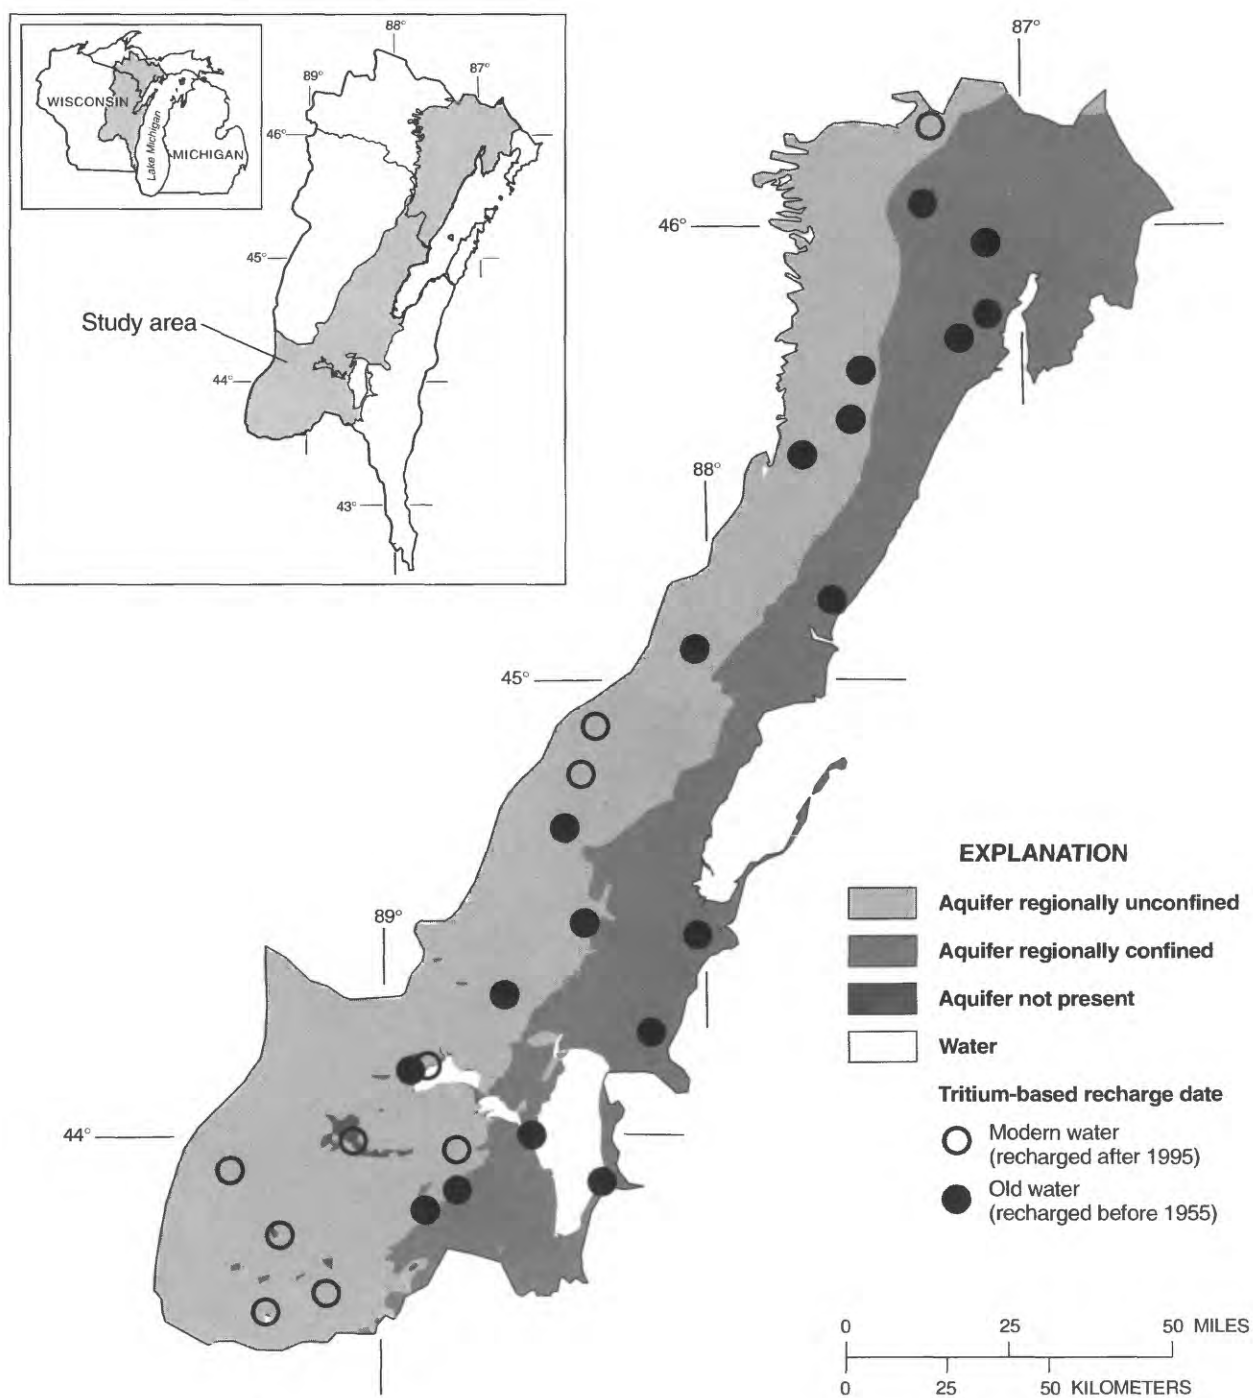 88°
89°
87°
WISCONSIN
Lake Michigan
MICHIGAN
46°
45°
Study area
44°
43°
87°
46°
88°
45°
89°
44°
EXPLANATION
Aquifer regionally unconfined
Aquifer regionally confined
Aquifer not present
Water
Tritium-based recharge date
Modern water
(recharged after 1995)
Old water
(recharged before 1955)
0 25 50 MILES
0 25 50 KILOMETERS